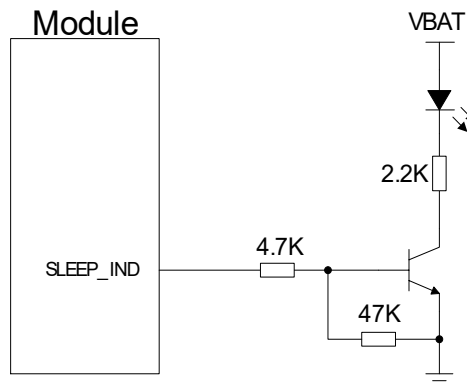 Module
VBAT
2.2K
4.7K
SLEEP_IND
47K